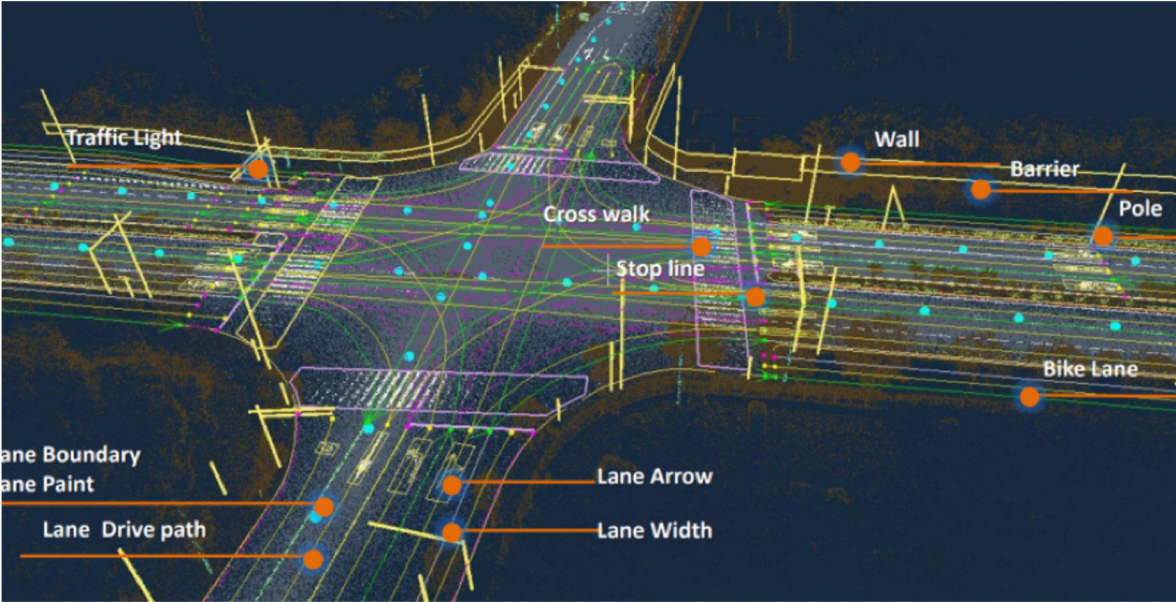 Traffic Light
Wall
Barrier
Pole
Cross walk
Stop line
Bike Lane
ane Boundary
ane Paint
Lane Arrow
Lane Drive path
Lane Width